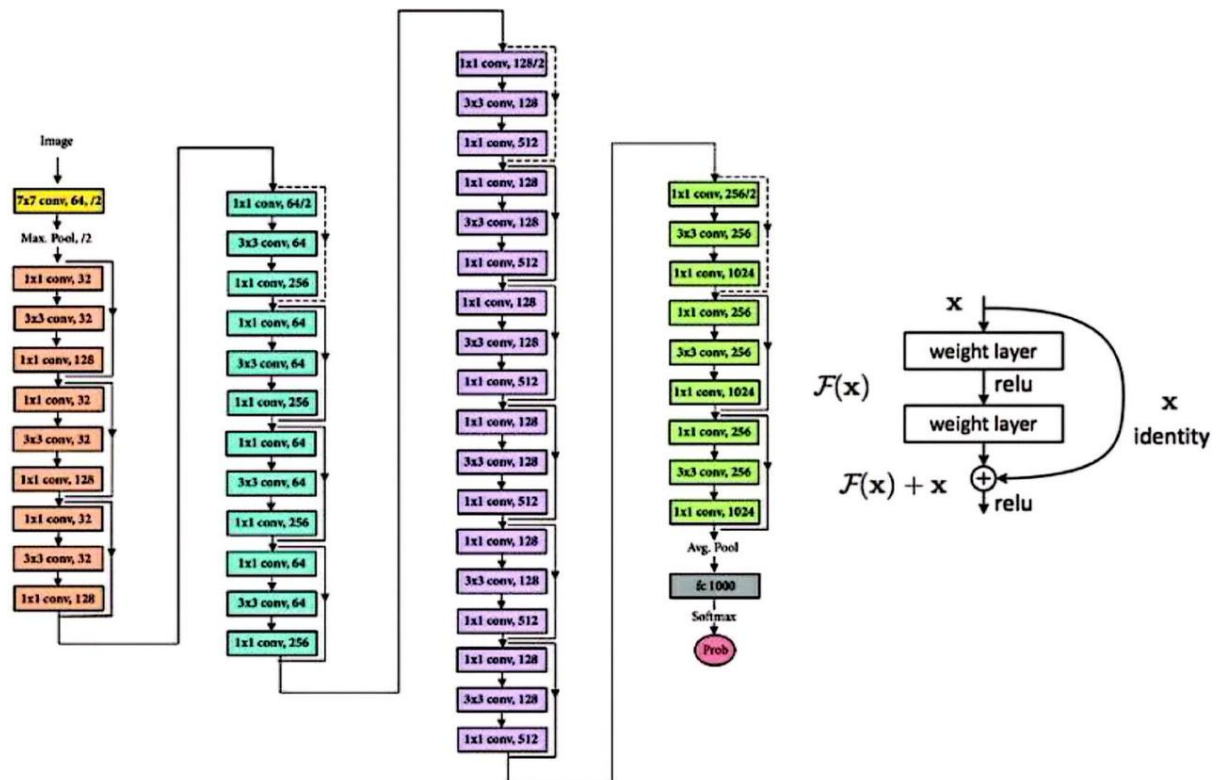 Image
7x7 conv, 64, /2
Max. Pool, /2
1x1 conv, 32
3x3 conv, 32
1x1 conv, 128
1x1 conv, 32
3x3 conv, 32
1x1 conv, 128
1x1 conv, 32
3x3 conv, 32
1x1 conv, 128
1x1 conv, 64/2
3x3 conv, 64
1x1 conv, 256
1x1 conv, 64
3x3 conv, 64
1x1 conv, 256
1x1 conv, 64
3x3 conv, 64
1x1 conv, 256
1x1 conv, 64
3x3 conv, 64
1x1 conv, 256
1x1 conv, 128/2
3x3 conv, 128
1x1 conv, 512
1x1 conv, 128
3x3 conv, 128
1x1 conv, 512
1x1 conv, 128
3x3 conv, 128
1x1 conv, 512
1x1 conv, 128
3x3 conv, 128
1x1 conv, 512
1x1 conv, 128
3x3 conv, 128
1x1 conv, 512
1x1 conv, 128
3x3 conv, 128
1x1 conv, 512
1x1 conv, 256/2
3x3 conv, 256
1x1 conv, 1024
1x1 conv, 256
3x3 conv, 256
1x1 conv, 1024
1x1 conv, 256
3x3 conv, 256
1x1 conv, 1024
Avg. Pool
fc 1000
Softmax
Prob
x
weight layer
F(x)
relu
weight layer
x
identity
F(x) + x
+
relu